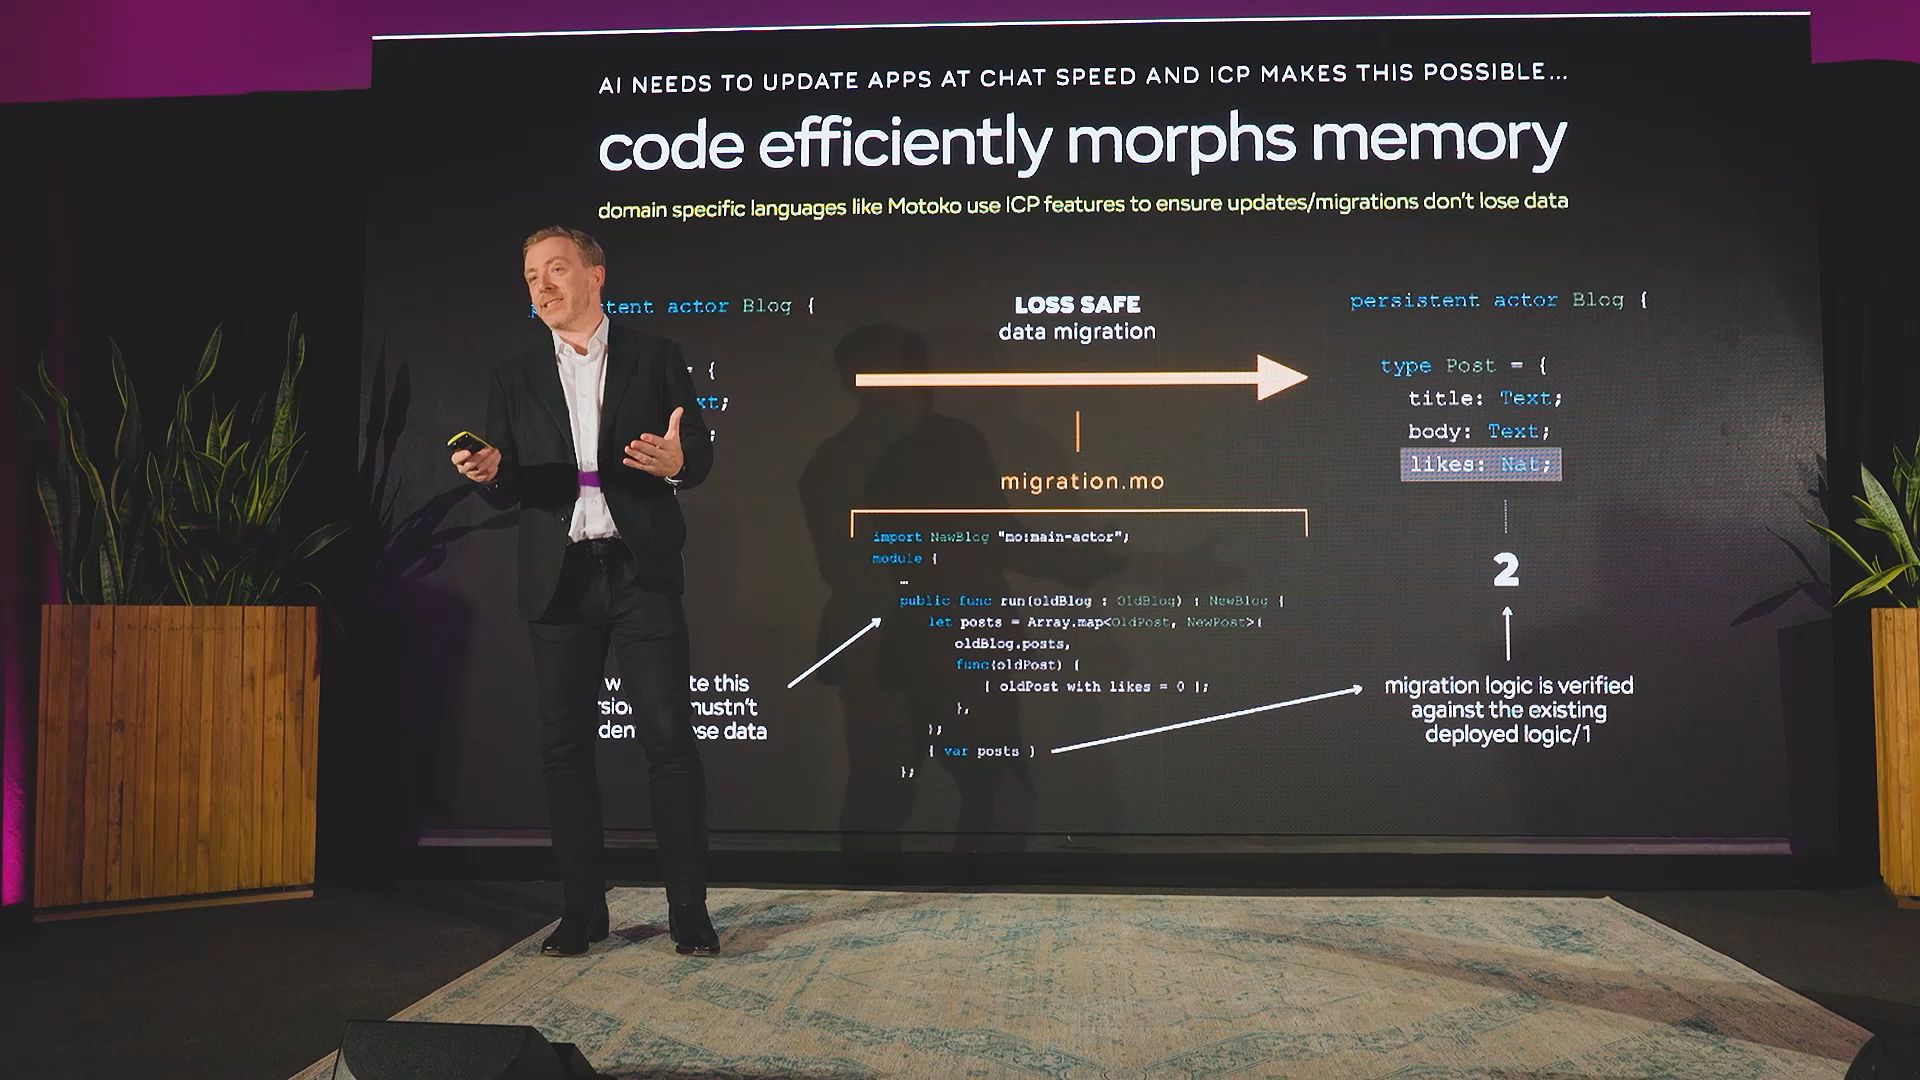 AI NEEDS TO UPDATE APPS AT CHAT SPEED AND ICP MAKES THIS POSSIBLE...
code efficiently morphs memory
domain specific languages like Motoko use ICP features to ensure updates/migrations don't lose data
tent actor Blog {
= {
xt;
;
te this
mustn't
se data
LOSS SAFE
data migration
migration.mo
import NewBlog "mo:main-actor";
module {
…
public func run(oldBlog : OldBlog) : NewBlog {
let posts = Array.map<OldPost, NewPost>(
oldBlog.posts,
func(oldPost) {
{ oldPost with likes = 0 };
},
);
{ var posts }
};
persistent actor Blog {
type Post = {
title: Text;
body: Text;
likes: Nat;
2
migration logic is verified
against the existing
deployed logic/1